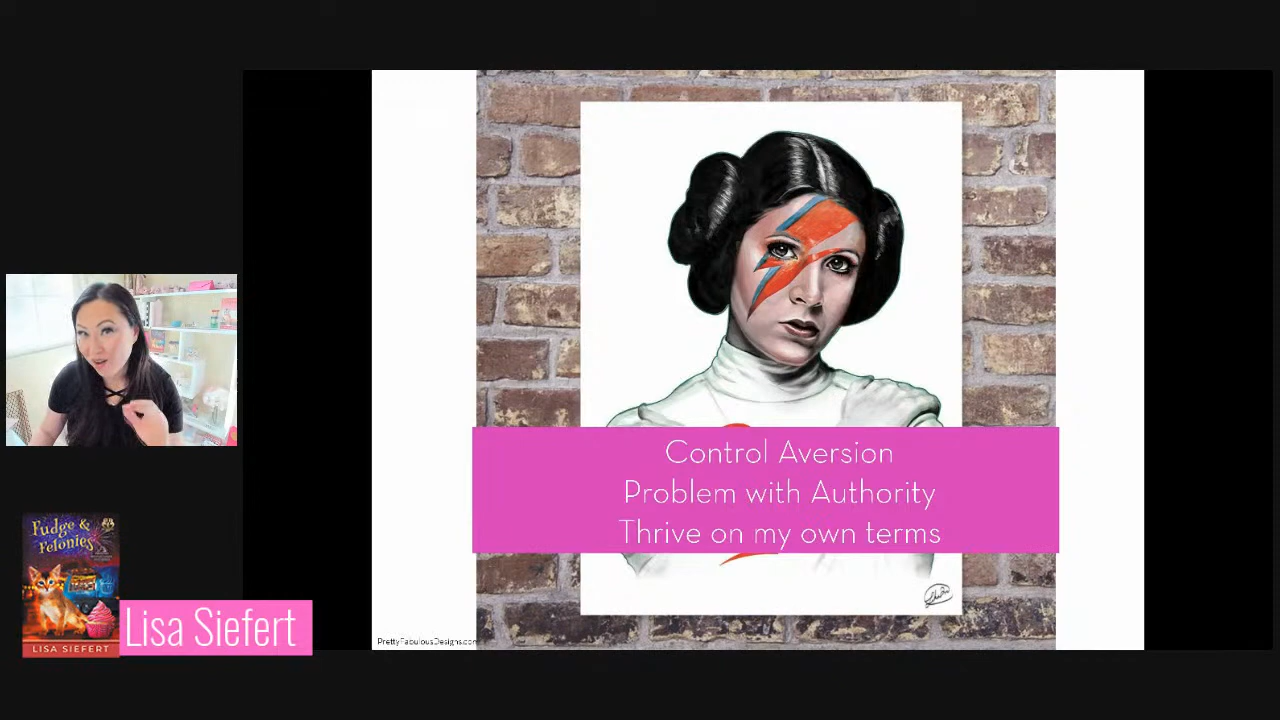 Control Aversion
Problem with Authority
Thrive on my own terms
PrettyFabulousDesigns.com
Fudge &
Felonies
LISA SIEFERT
Lisa Siefert